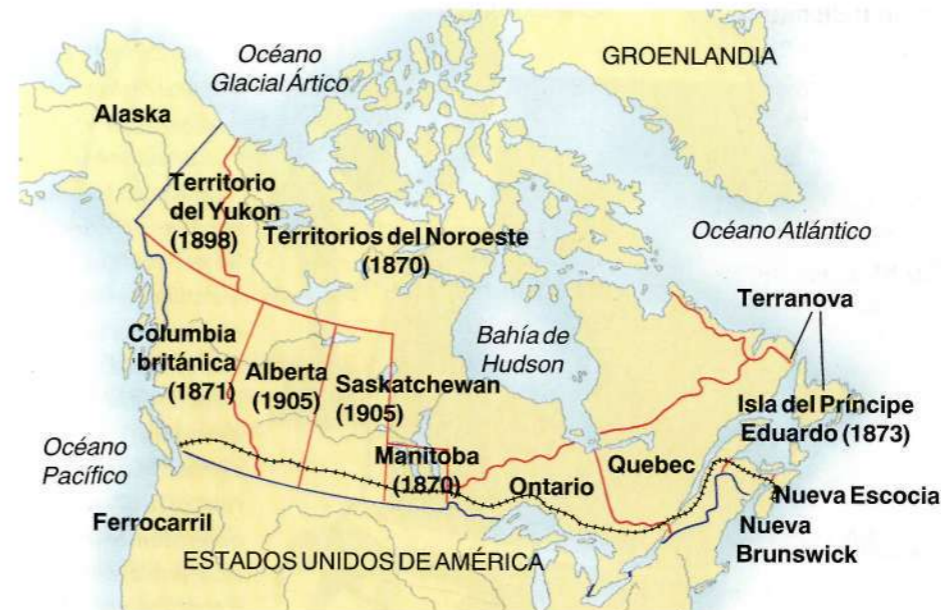 Océano
Glacial Ártico
GROENLANDIA
Alaska
Territorio
del Yukon
(1898)
Territorios del Noroeste
(1870)
Océano Atlántico
Terranova
Columbia
británica
(1871)
Alberta
(1905)
Saskatchewan
(1905)
Bahía de
Hudson
Isla del Príncipe
Eduardo (1873)
Océano
Pacífico
Manitoba
(1870)
Ontario
Quebec
Nueva Escocia
Nueva
Brunswick
Ferrocarril
ESTADOS UNIDOS DE AMÉRICA